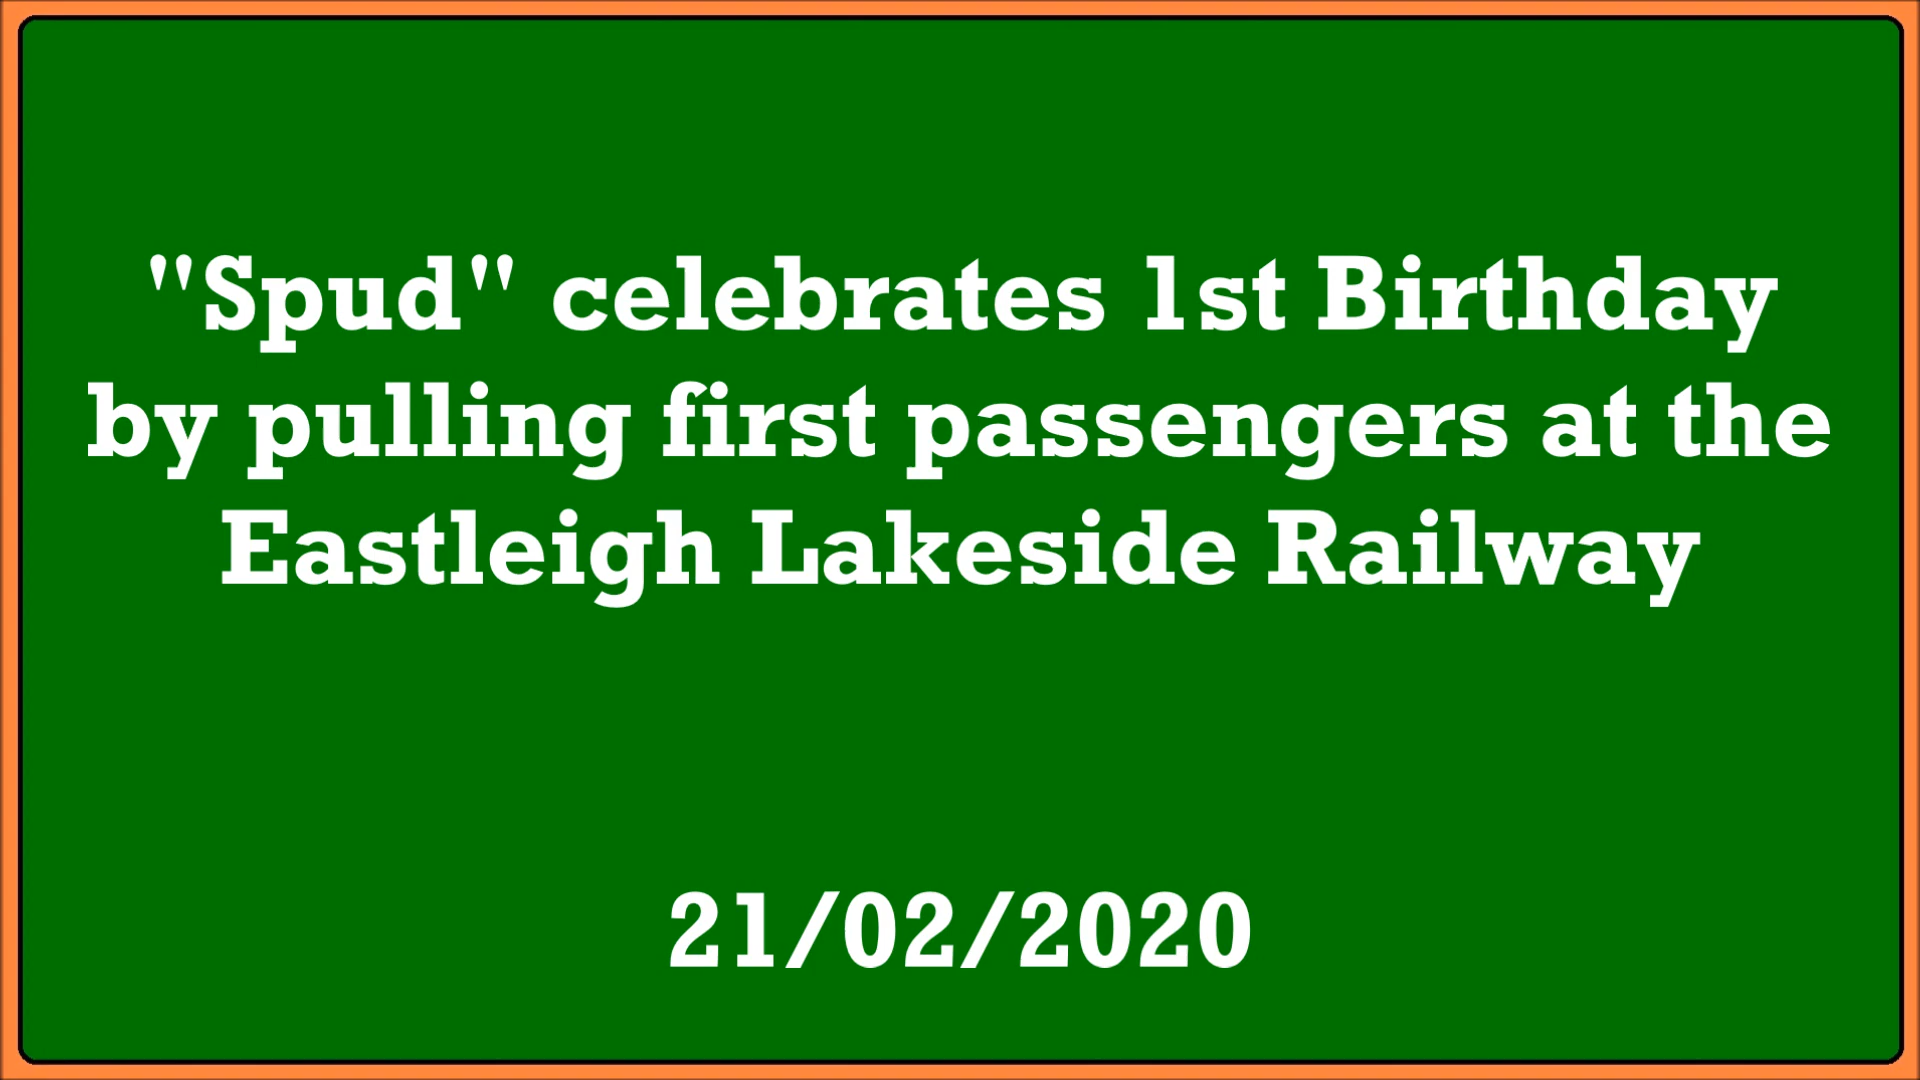 "Spud" celebrates 1st Birthday
by pulling first passengers at the
Eastleigh Lakeside Railway
21/02/2020